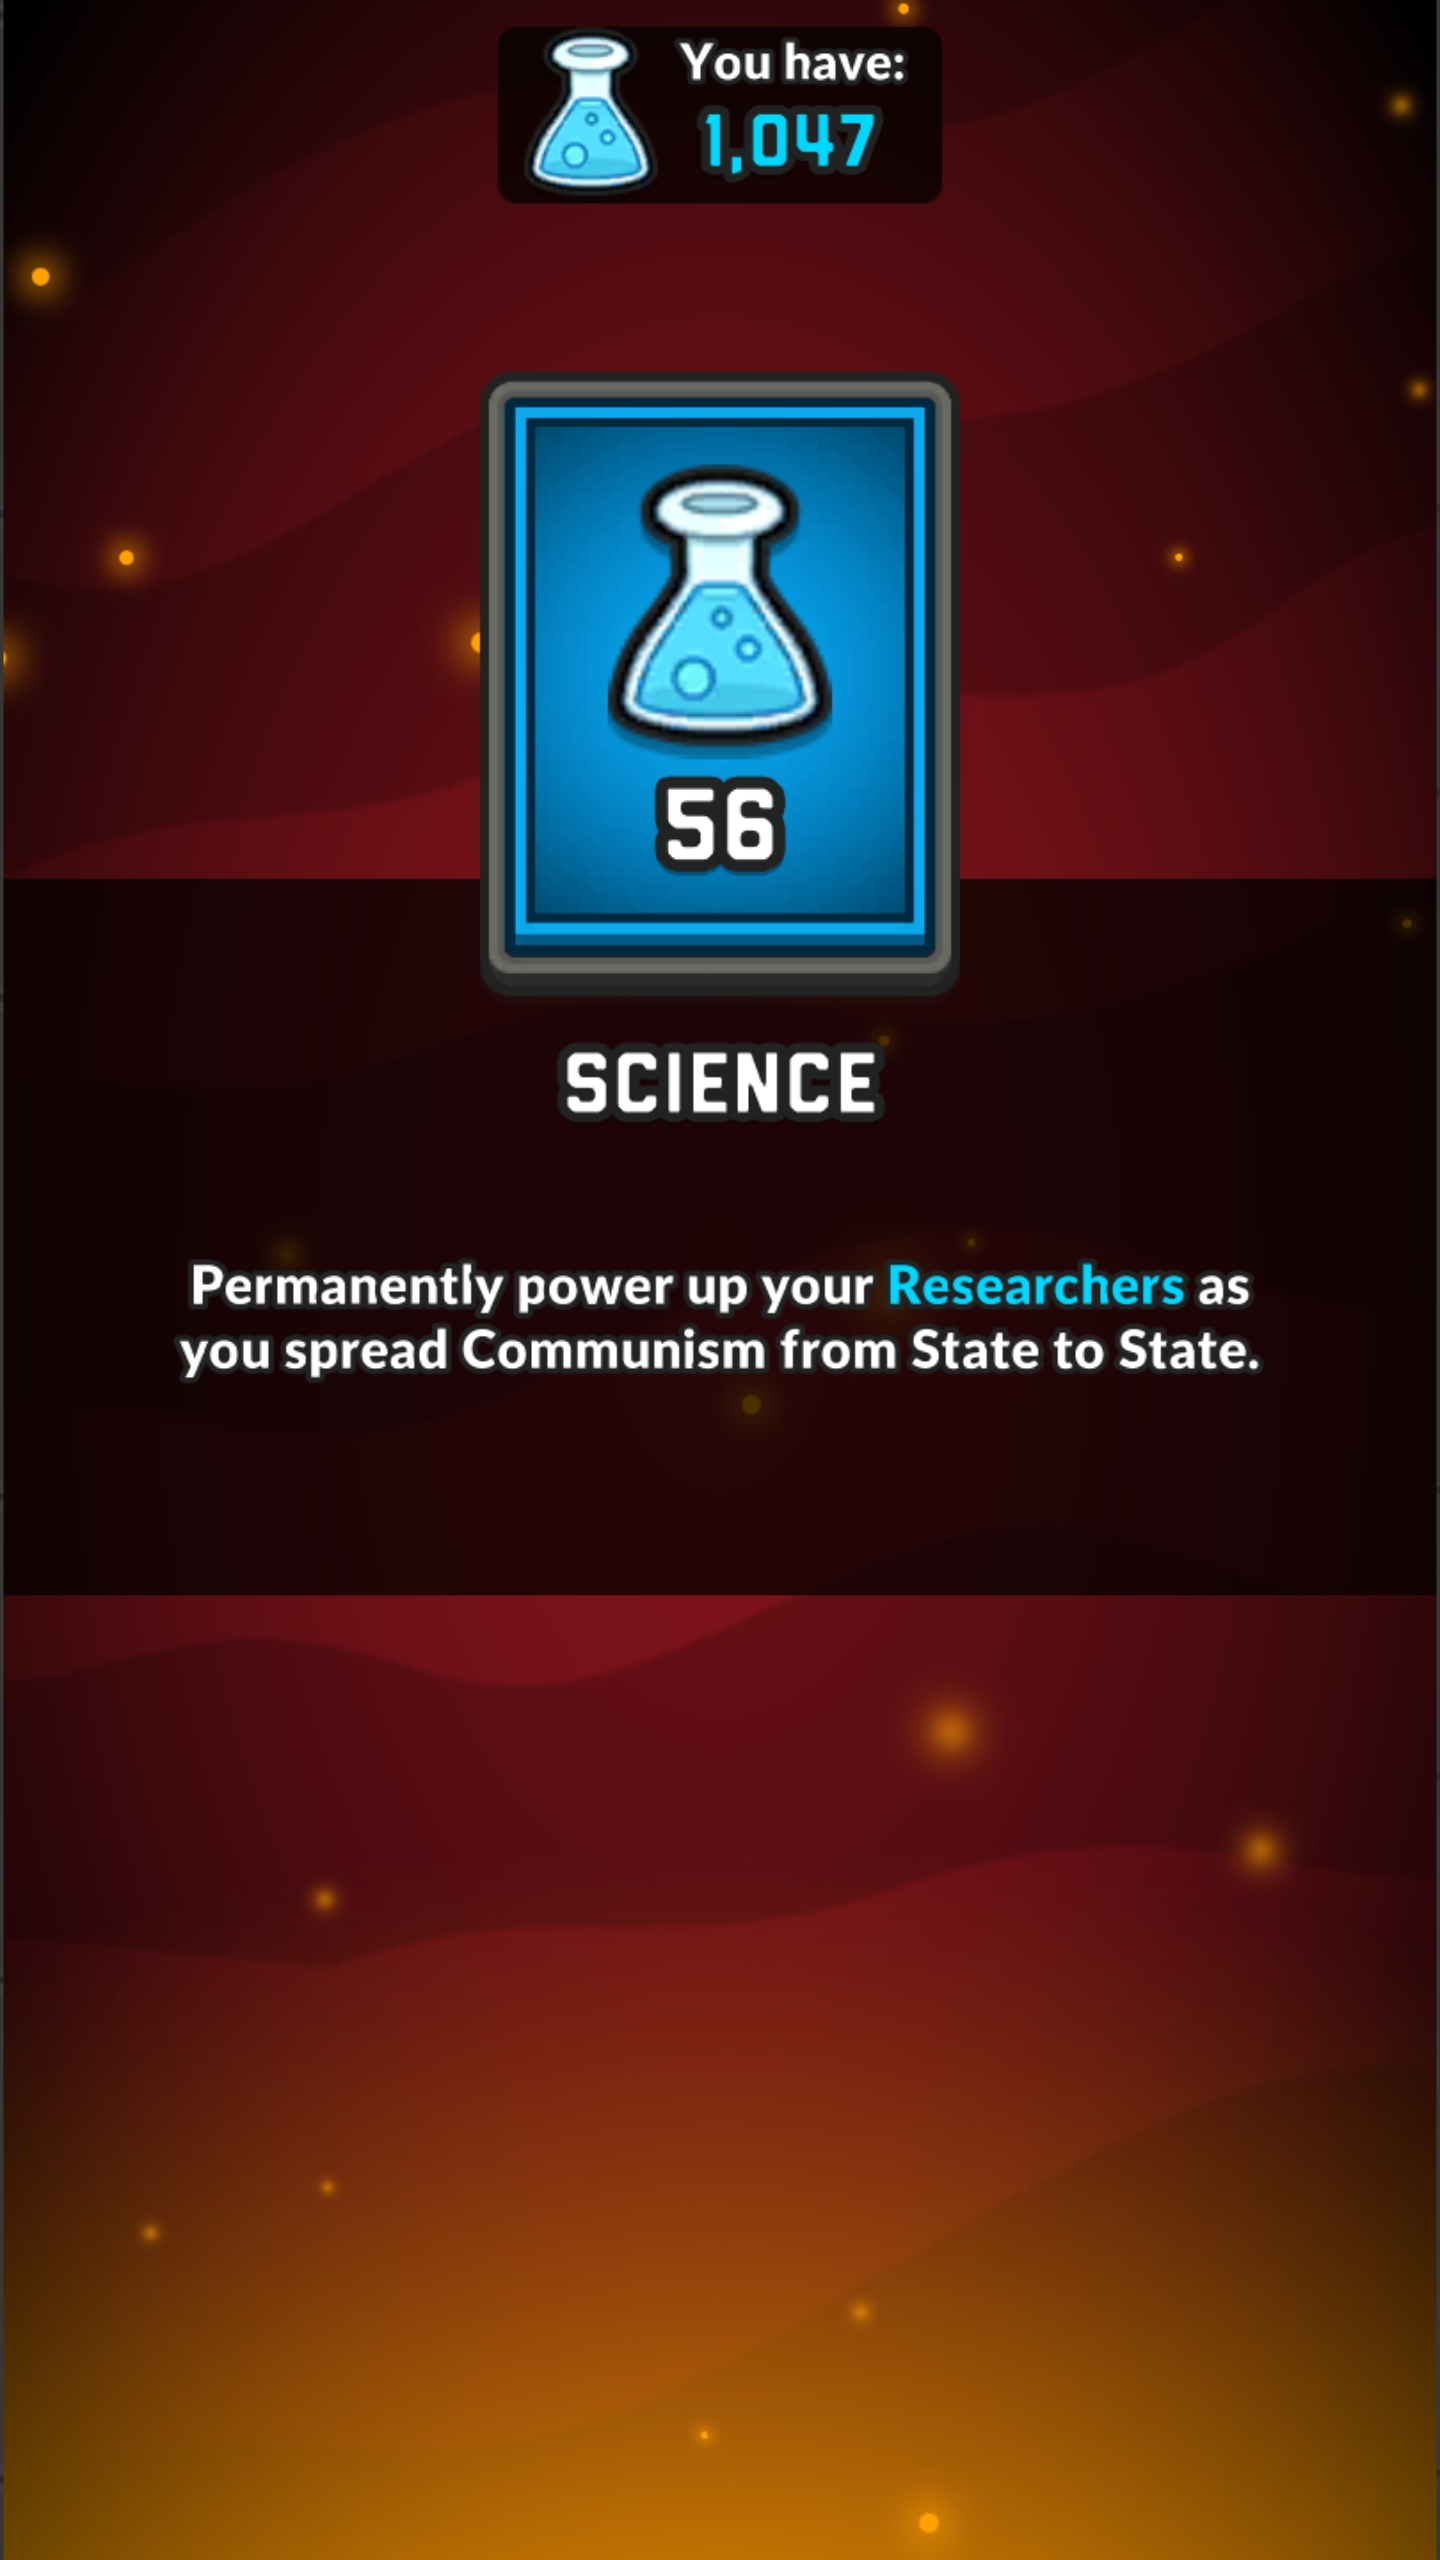 You have:
1,047
56
SCIENCE
Permanently power up your Researchers as
you spread Communism from State to State.